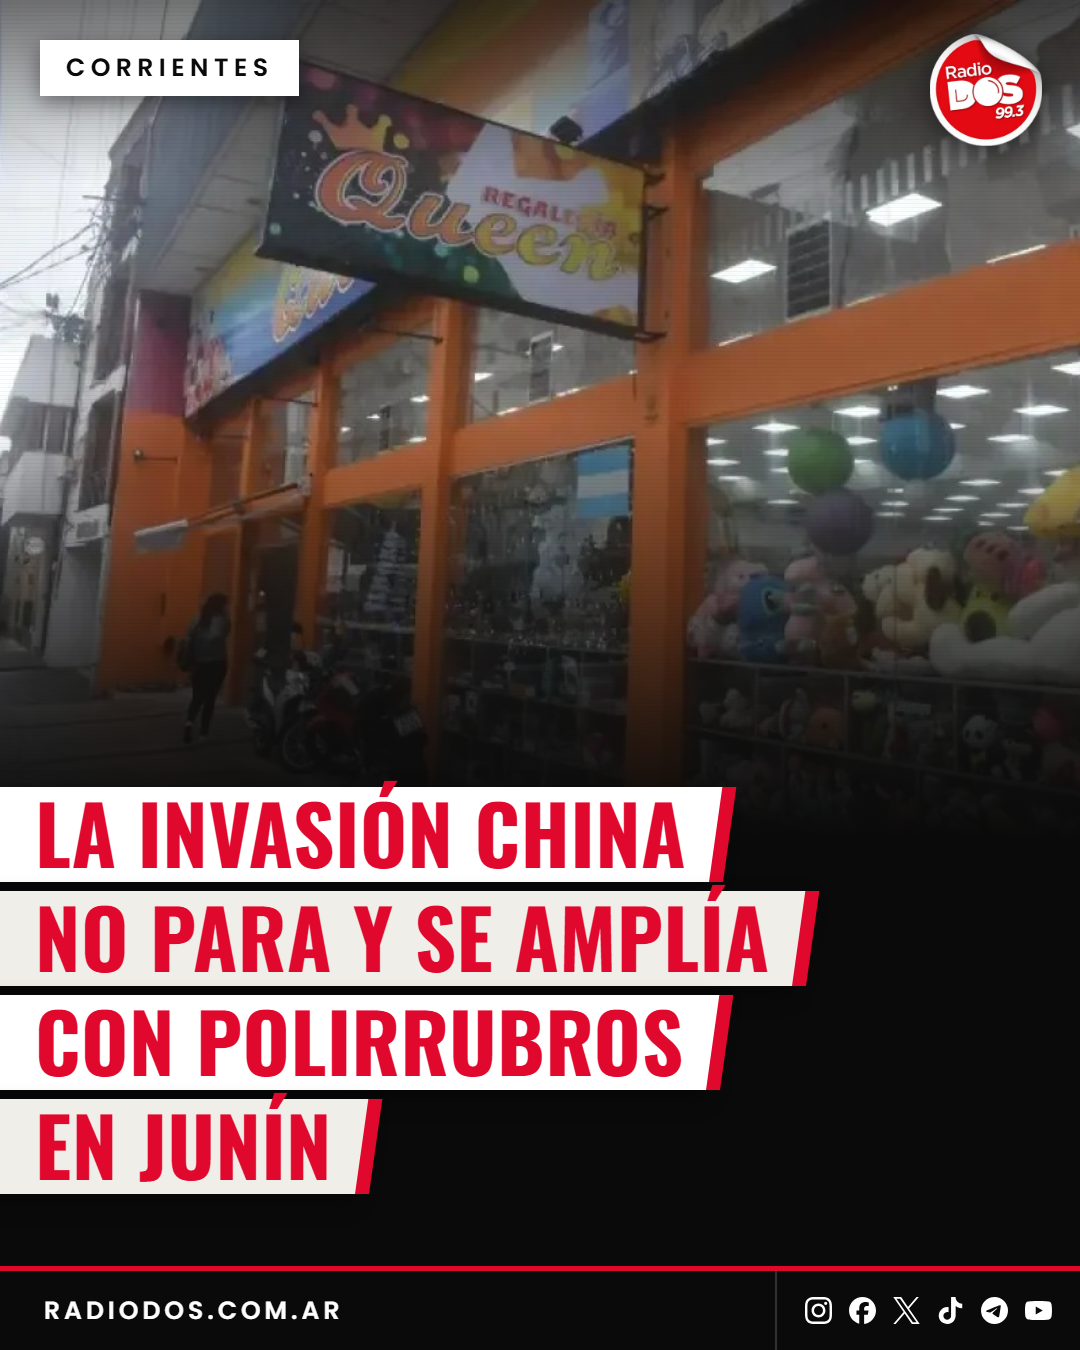 CORRIENTES
Radio
DOS
99.3
REGALERÍA
Queen
LA INVASIÓN CHINA
NO PARA Y SE AMPLÍA
CON POLIRRUBROS
EN JUNÍN
RADIODOS.COM.AR